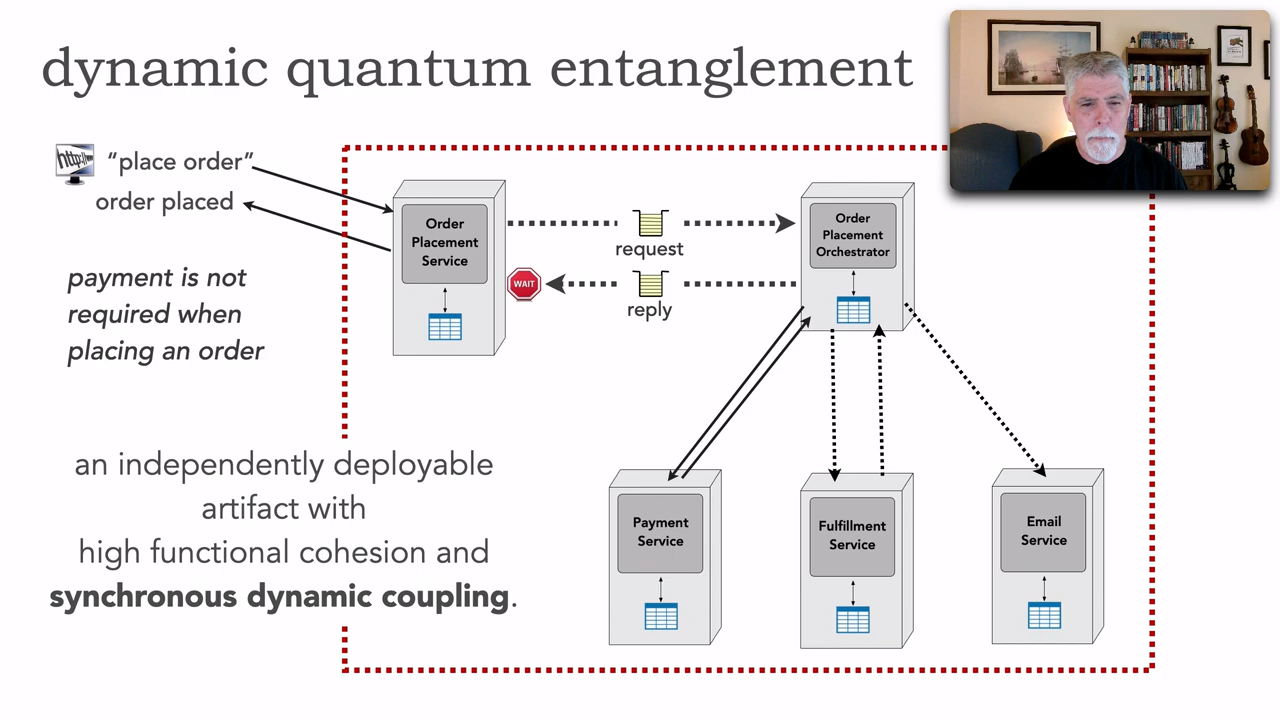 dynamic quantum entanglement
http://www
“place order”
order placed
payment is not
required when
placing an order
Order
Placement
Service
WAIT
request
reply
Order
Placement
Orchestrator
an independently deployable
artifact with
high functional cohesion and
synchronous dynamic coupling.
Payment
Service
Fulfillment
Service
Email
Service